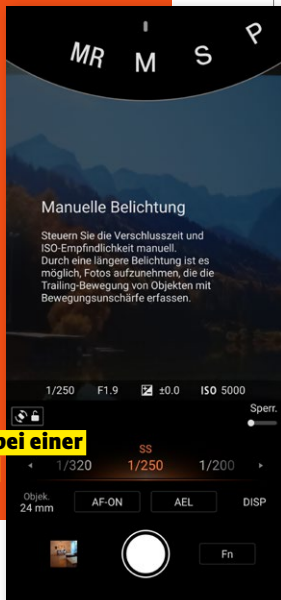 MR M S P
Manuelle Belichtung
Steuern Sie die Verschlusszeit und
ISO-Empfindlichkeit manuell.
Durch eine längere Belichtung ist es
möglich, Fotos aufzunehmen, die die
Trailing-Bewegung von Objekten mit
Bewegungsunschärfe erfassen.
1/250 F1.9 ±0.0 ISO 5000
Sperr.
bei einer
SS
1/320 1/250 1/200
Objek.
24 mm AF-ON AEL DISP
Fn